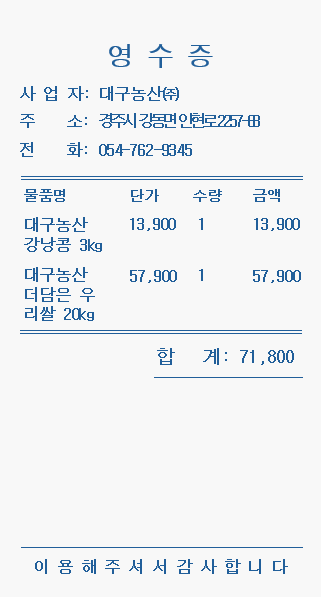 영 수 증
사 업 자: 대구농산㈜
주 소: 경주시 강동면 안현로 2257-68
전 화: 054-762-9345
물품명 단가 수량 금액
대구농산 13,900 1 13,900
강낭콩 3kg
대구농산 57,900 1 57,900
더담은 우
리쌀 20kg
합 계: 71,800
이 용 해 주 셔 서 감 사 합 니 다